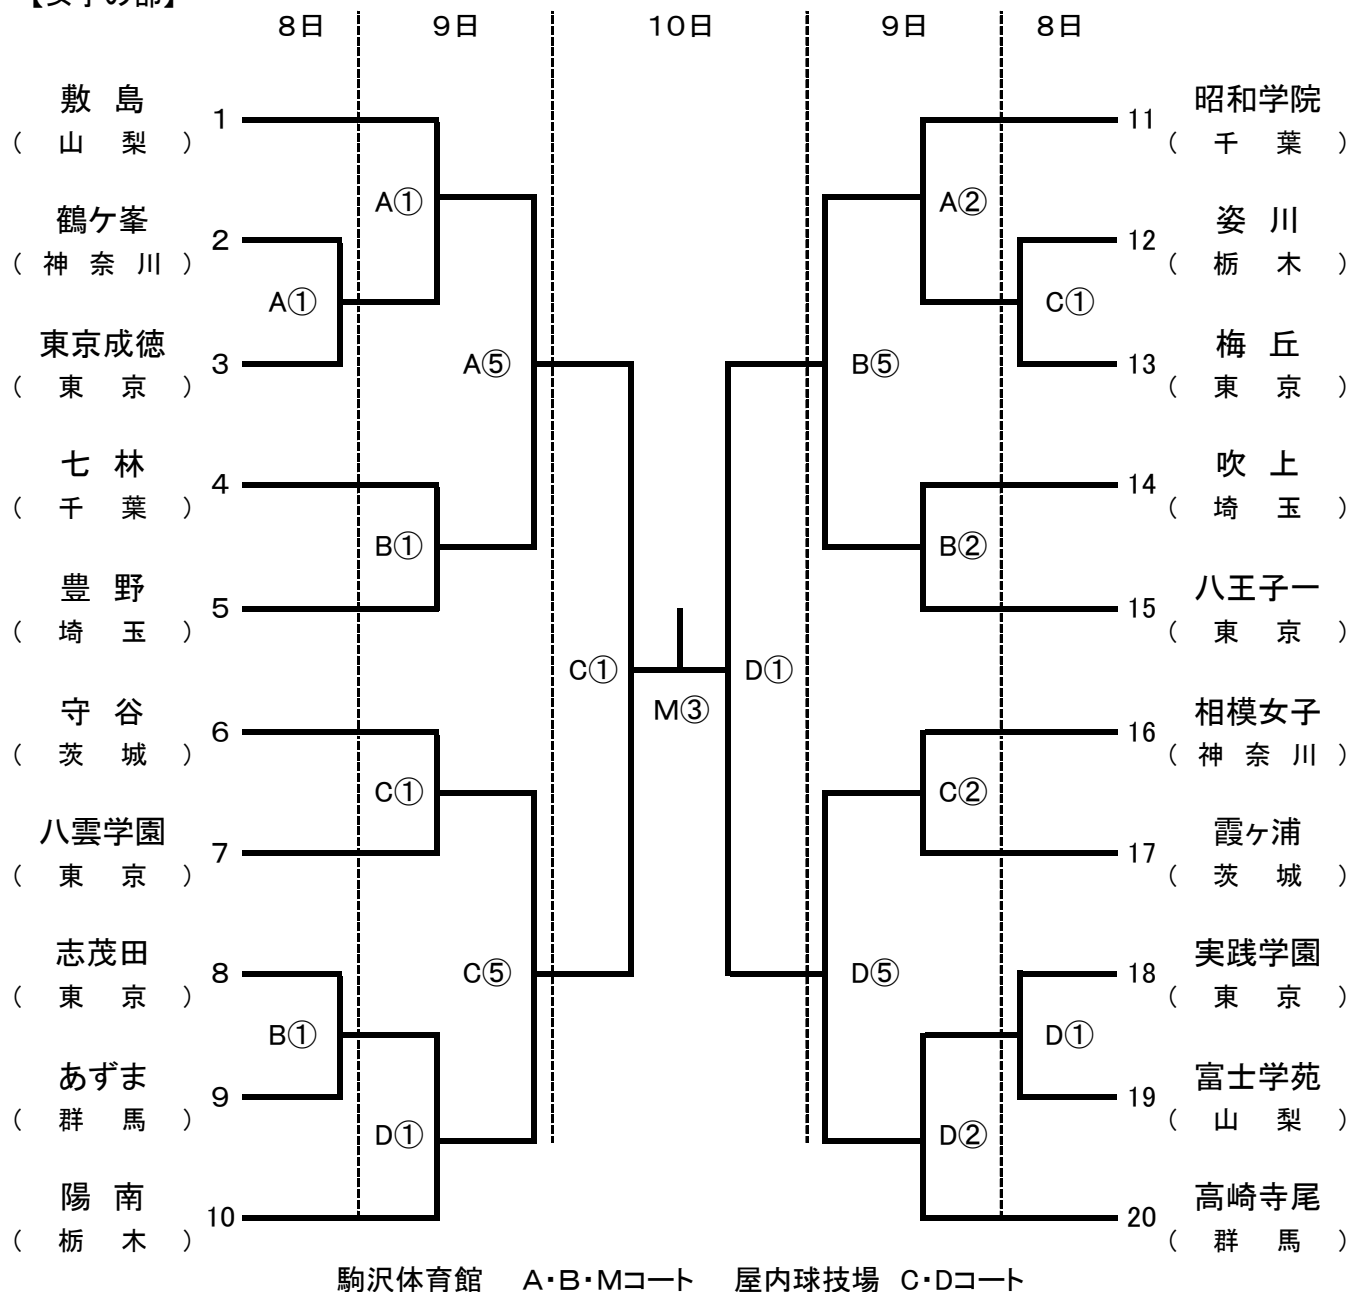 【女子の部】
8日 9日 10日 9日 8日
敷島 1
（山梨）
鶴ケ峯 2
（神奈川）
東京成徳 3
（東京）
七林 4
（千葉）
豊野 5
（埼玉）
守谷 6
（茨城）
八雲学園 7
（東京）
志茂田 8
（東京）
あずま 9
（群馬）
陽南 10
（栃木）
A①
B①
A①
B①
C①
D①
A⑤
C⑤
C①
M③
D①
B⑤
D⑤
A②
B②
C②
D②
C①
D①
11 昭和学院
（千葉）
12 姿川
（栃木）
13 梅丘
（東京）
14 吹上
（埼玉）
15 八王子一
（東京）
16 相模女子
（神奈川）
17 霞ヶ浦
（茨城）
18 実践学園
（東京）
19 富士学苑
（山梨）
20 高崎寺尾
（群馬）
駒沢体育館 A・B・Mコート 屋内球技場 C・Dコート